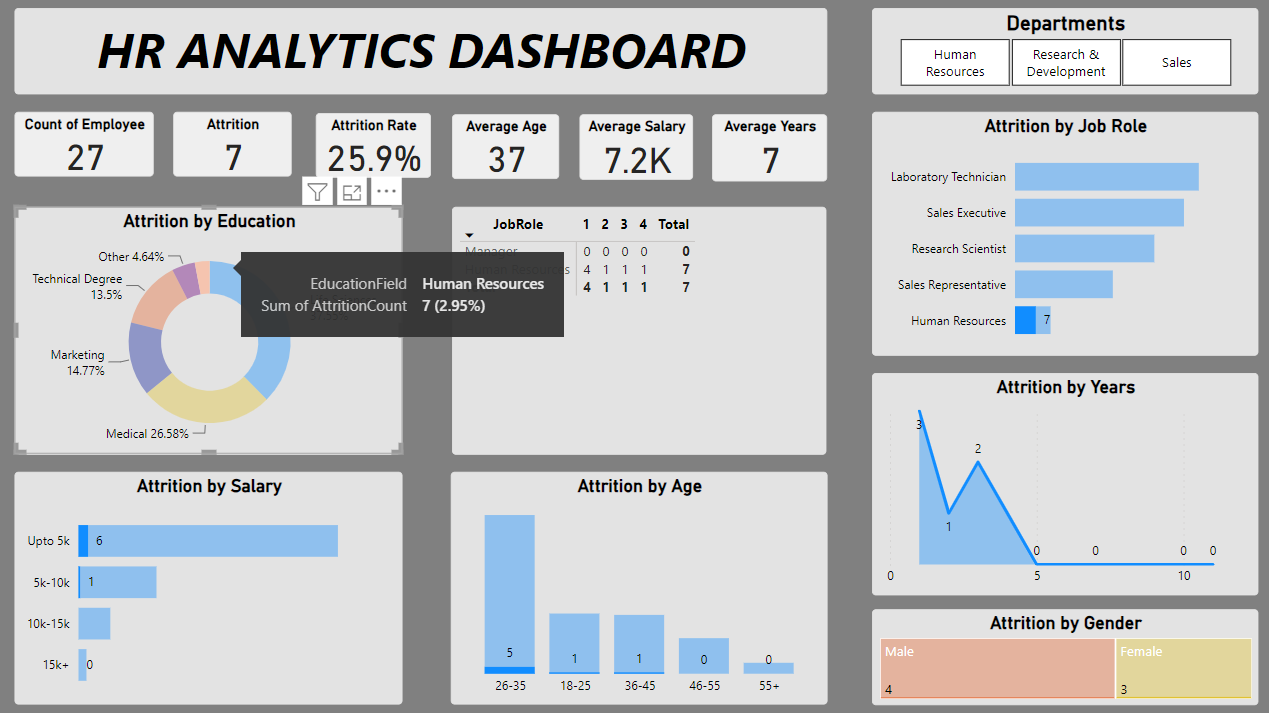 HR ANALYTICS DASHBOARD
Departments
Human Resources
Research & Development
Sales
Count of Employee
27
Attrition
7
Attrition Rate
25.9%
Average Age
37
Average Salary
7.2K
Average Years
7
Attrition by Education
Other 4.64%
Technical Degree
13.5%
Marketing
14.77%
Medical 26.58%
EducationField Human Resources
Sum of AttritionCount 7 (2.95%)
JobRole 1 2 3 4 Total
Manager 0 0 0 0 0
Human Resources 4 1 1 1 7
4 1 1 1 7
Attrition by Job Role
Laboratory Technician
Sales Executive
Research Scientist
Sales Representative
Human Resources 7
Attrition by Salary
Upto 5k 6
5k-10k 1
10k-15k
15k+ 0
Attrition by Age
5 1 1 0 0
26-35 18-25 36-45 46-55 55+
Attrition by Years
3
2
1
0 0 0 0
0 5 10
Attrition by Gender
Male Female
4 3